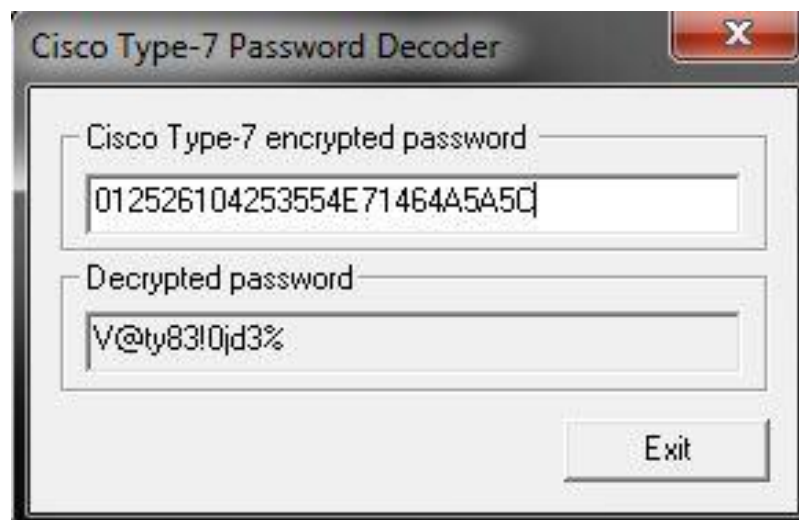 Cisco Type-7 Password Decoder
Cisco Type-7 encrypted password
012526104253554E71464A5A5C
Decrypted password
V@ty83!0jd3%
Exit